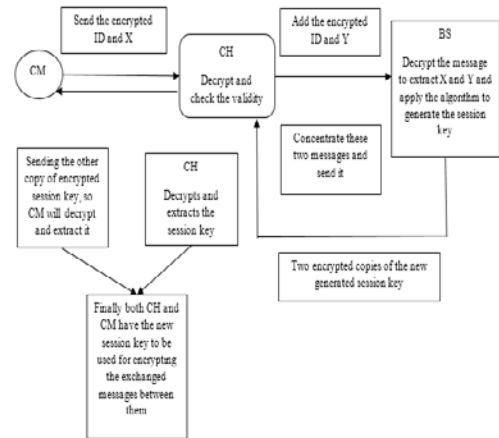 Send the encrypted
ID and X
Add the encrypted
ID and Y
CM
CH
Decrypt and
check the validity
BS
Decrypt the message
to extract X and Y and
apply the algorithm to
generate the session
key
Sending the other
copy of encrypted
session key, so
CM will decrypt
and extract it
CH
Decrypts and
extracts the
session key
Concentrate these
two messages and
send it
Two encrypted copies of the new
generated session key
Finally both CH and
CM have the new
session key to be
used for encrypting
the exchanged
messages between
them